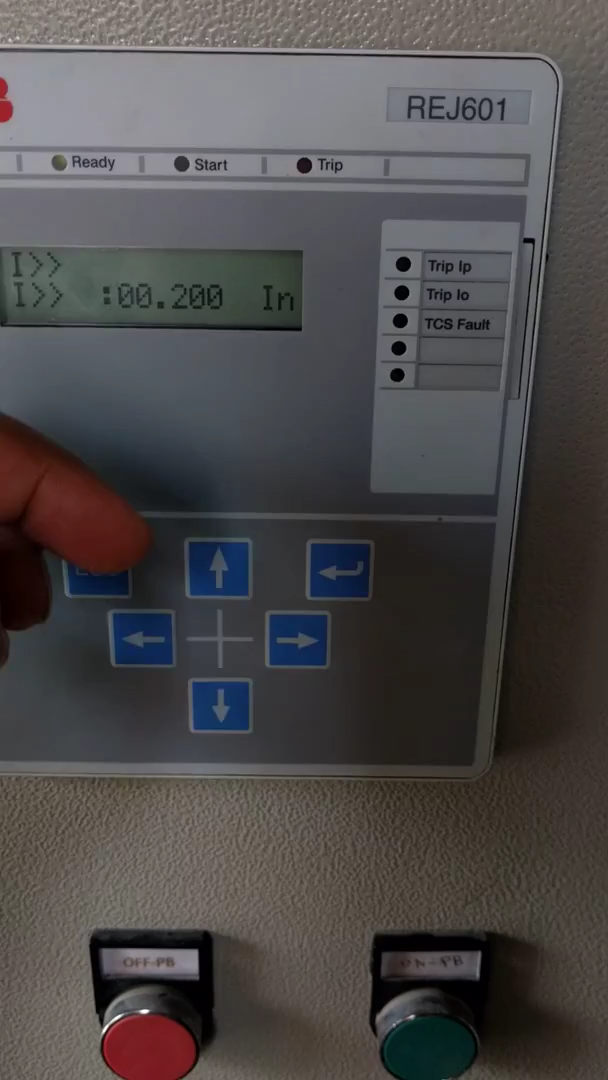 REJ601
Ready
Start
Trip
I>>
I>> :00.200 In
Trip Ip
Trip Io
TCS Fault
OFF-PB
ON-PB